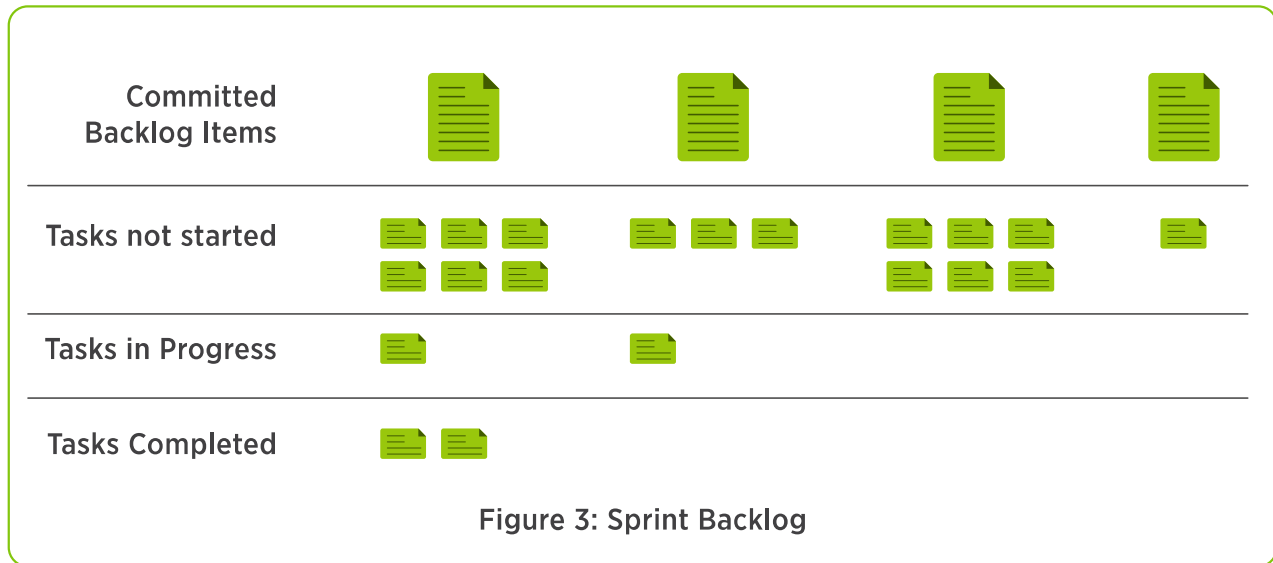 Committed
Backlog Items
Tasks not started
Tasks in Progress
Tasks Completed
Figure 3: Sprint Backlog